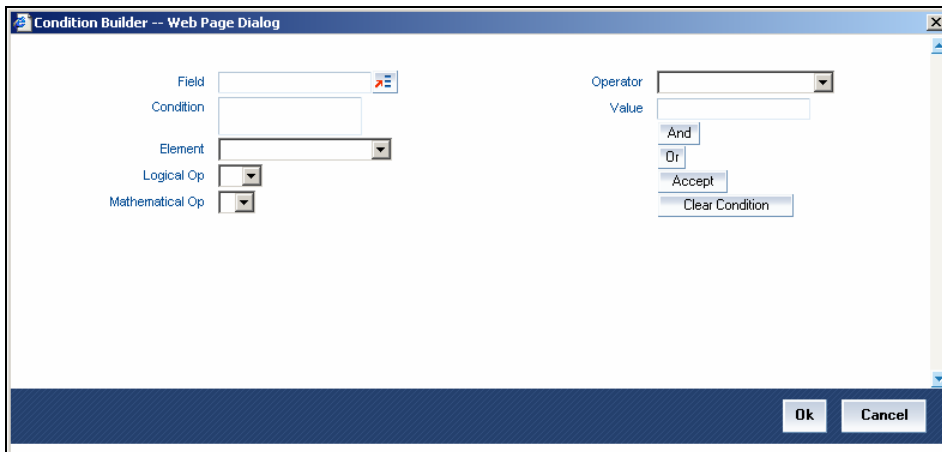 Condition Builder -- Web Page Dialog
Field
Operator
Condition
Value
And
Element
Or
Logical Op
Accept
Mathematical Op
Clear Condition
Ok
Cancel